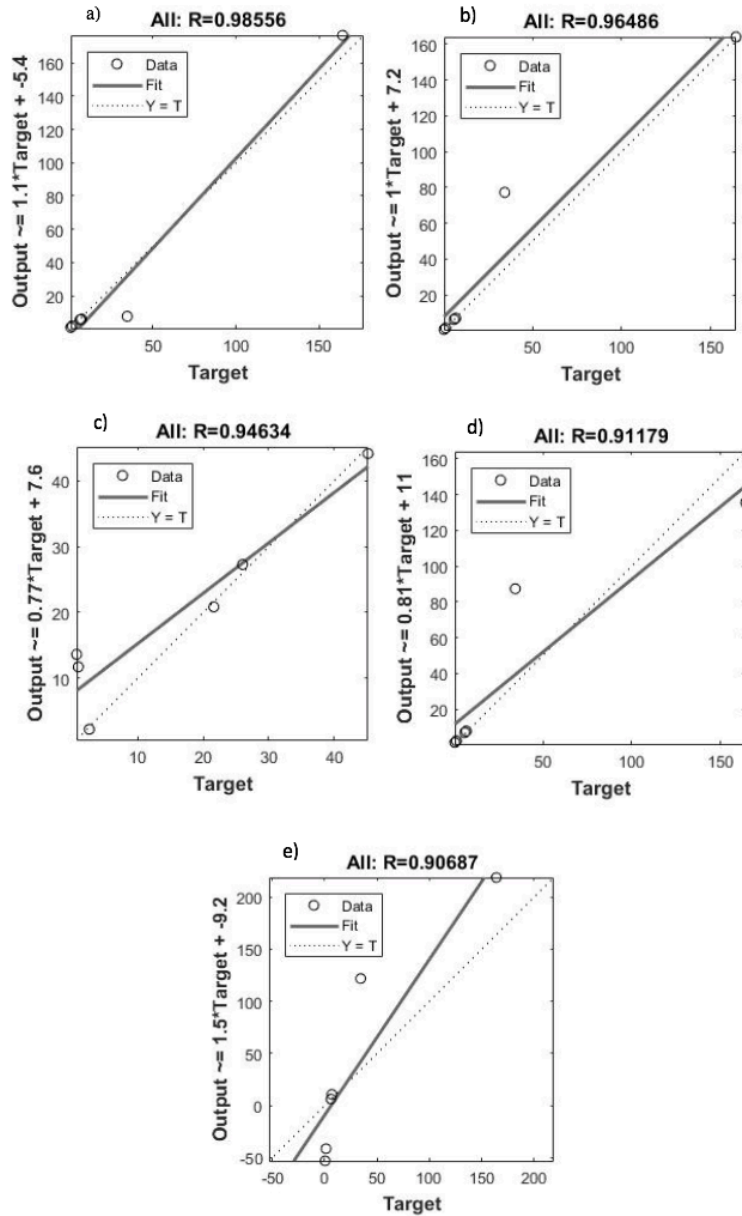 a)
All: R=0.98556
Data
Fit
Y = T
Output ~= 1.1*Target + -5.4
160
140
120
100
80
60
40
20
50
100
150
Target
b)
All: R=0.96486
Data
Fit
Y = T
Output ~= 1*Target + 7.2
160
140
120
100
80
60
40
20
50
100
150
Target
c)
All: R=0.94634
Data
Fit
Y = T
Output ~= 0.77*Target + 7.6
40
30
20
10
10
20
30
40
Target
d)
All: R=0.91179
Data
Fit
Y = T
Output ~= 0.81*Target + 11
160
140
120
100
80
60
40
20
50
100
150
Target
e)
All: R=0.90687
Data
Fit
Y = T
Output ~= 1.5*Target + -9.2
200
150
100
50
0
-50
-50
0
50
100
150
200
Target